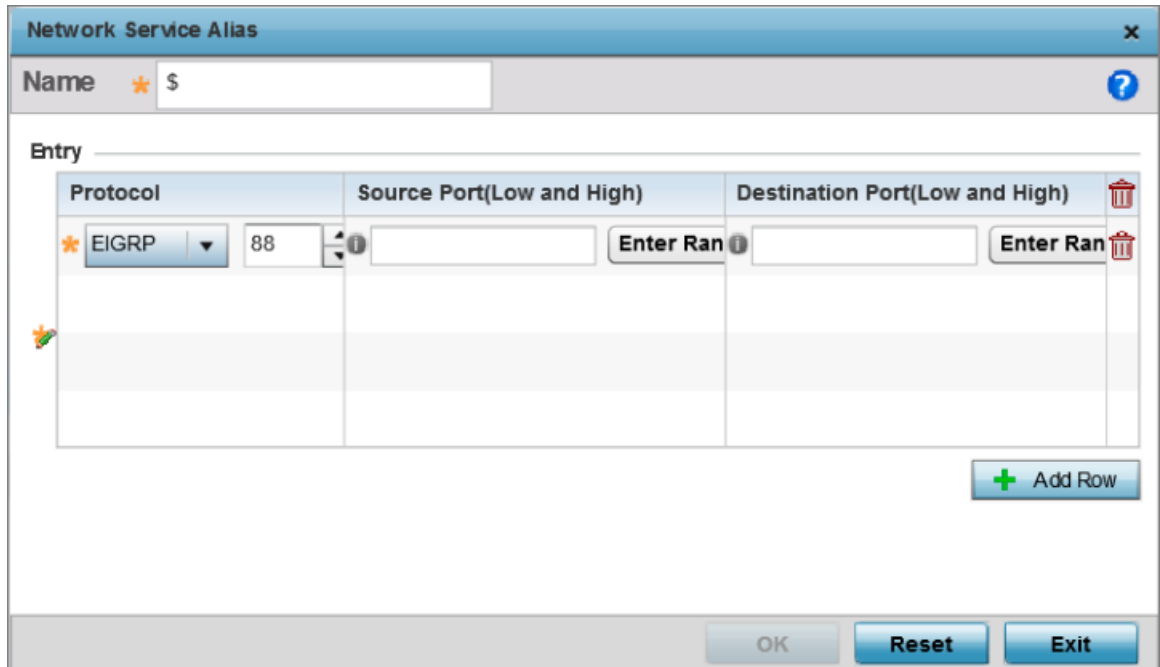 Network Service Alias
Name * $
Entry
Protocol Source Port(Low and High) Destination Port(Low and High)
* EIGRP 88 Enter Ran Enter Ran
Add Row
OK Reset Exit